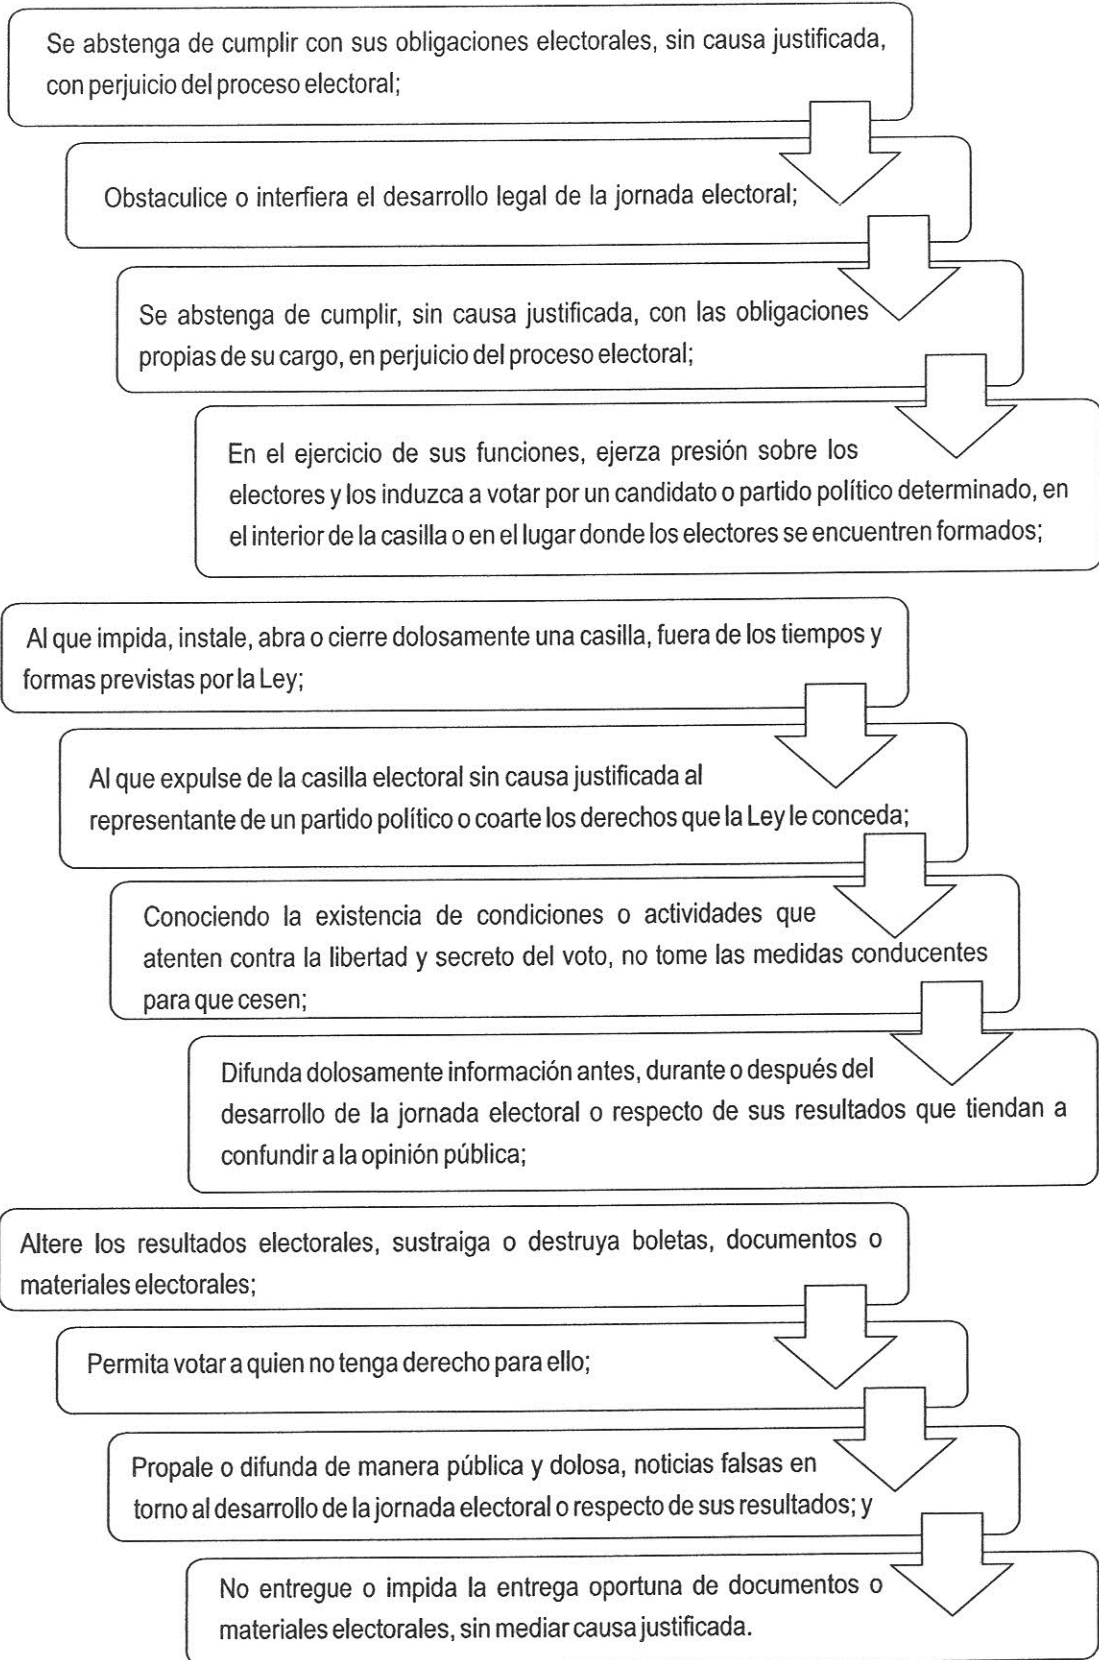 Se abstenga de cumplir con sus obligaciones electorales, sin causa justificada,
con perjuicio del proceso electoral;
Obstaculice o interfiera el desarrollo legal de la jornada electoral;
Se abstenga de cumplir, sin causa justificada, con las obligaciones
propias de su cargo, en perjuicio del proceso electoral;
En el ejercicio de sus funciones, ejerza presión sobre los
electores y los induzca a votar por un candidato o partido político determinado, en
el interior de la casilla o en el lugar donde los electores se encuentren formados;
Al que impida, instale, abra o cierre dolosamente una casilla, fuera de los tiempos y
formas previstas por la Ley;
Al que expulse de la casilla electoral sin causa justificada al
representante de un partido político o coarte los derechos que la Ley le conceda;
Conociendo la existencia de condiciones o actividades que
atenten contra la libertad y secreto del voto, no tome las medidas conducentes
para que cesen;
Difunda dolosamente información antes, durante o después del
desarrollo de la jornada electoral o respecto de sus resultados que tiendan a
confundir a la opinión pública;
Altere los resultados electorales, sustraiga o destruya boletas, documentos o
materiales electorales;
Permita votar a quien no tenga derecho para ello;
Propale o difunda de manera pública y dolosa, noticias falsas en
torno al desarrollo de la jornada electoral o respecto de sus resultados; y
No entregue o impida la entrega oportuna de documentos o
materiales electorales, sin mediar causa justificada.